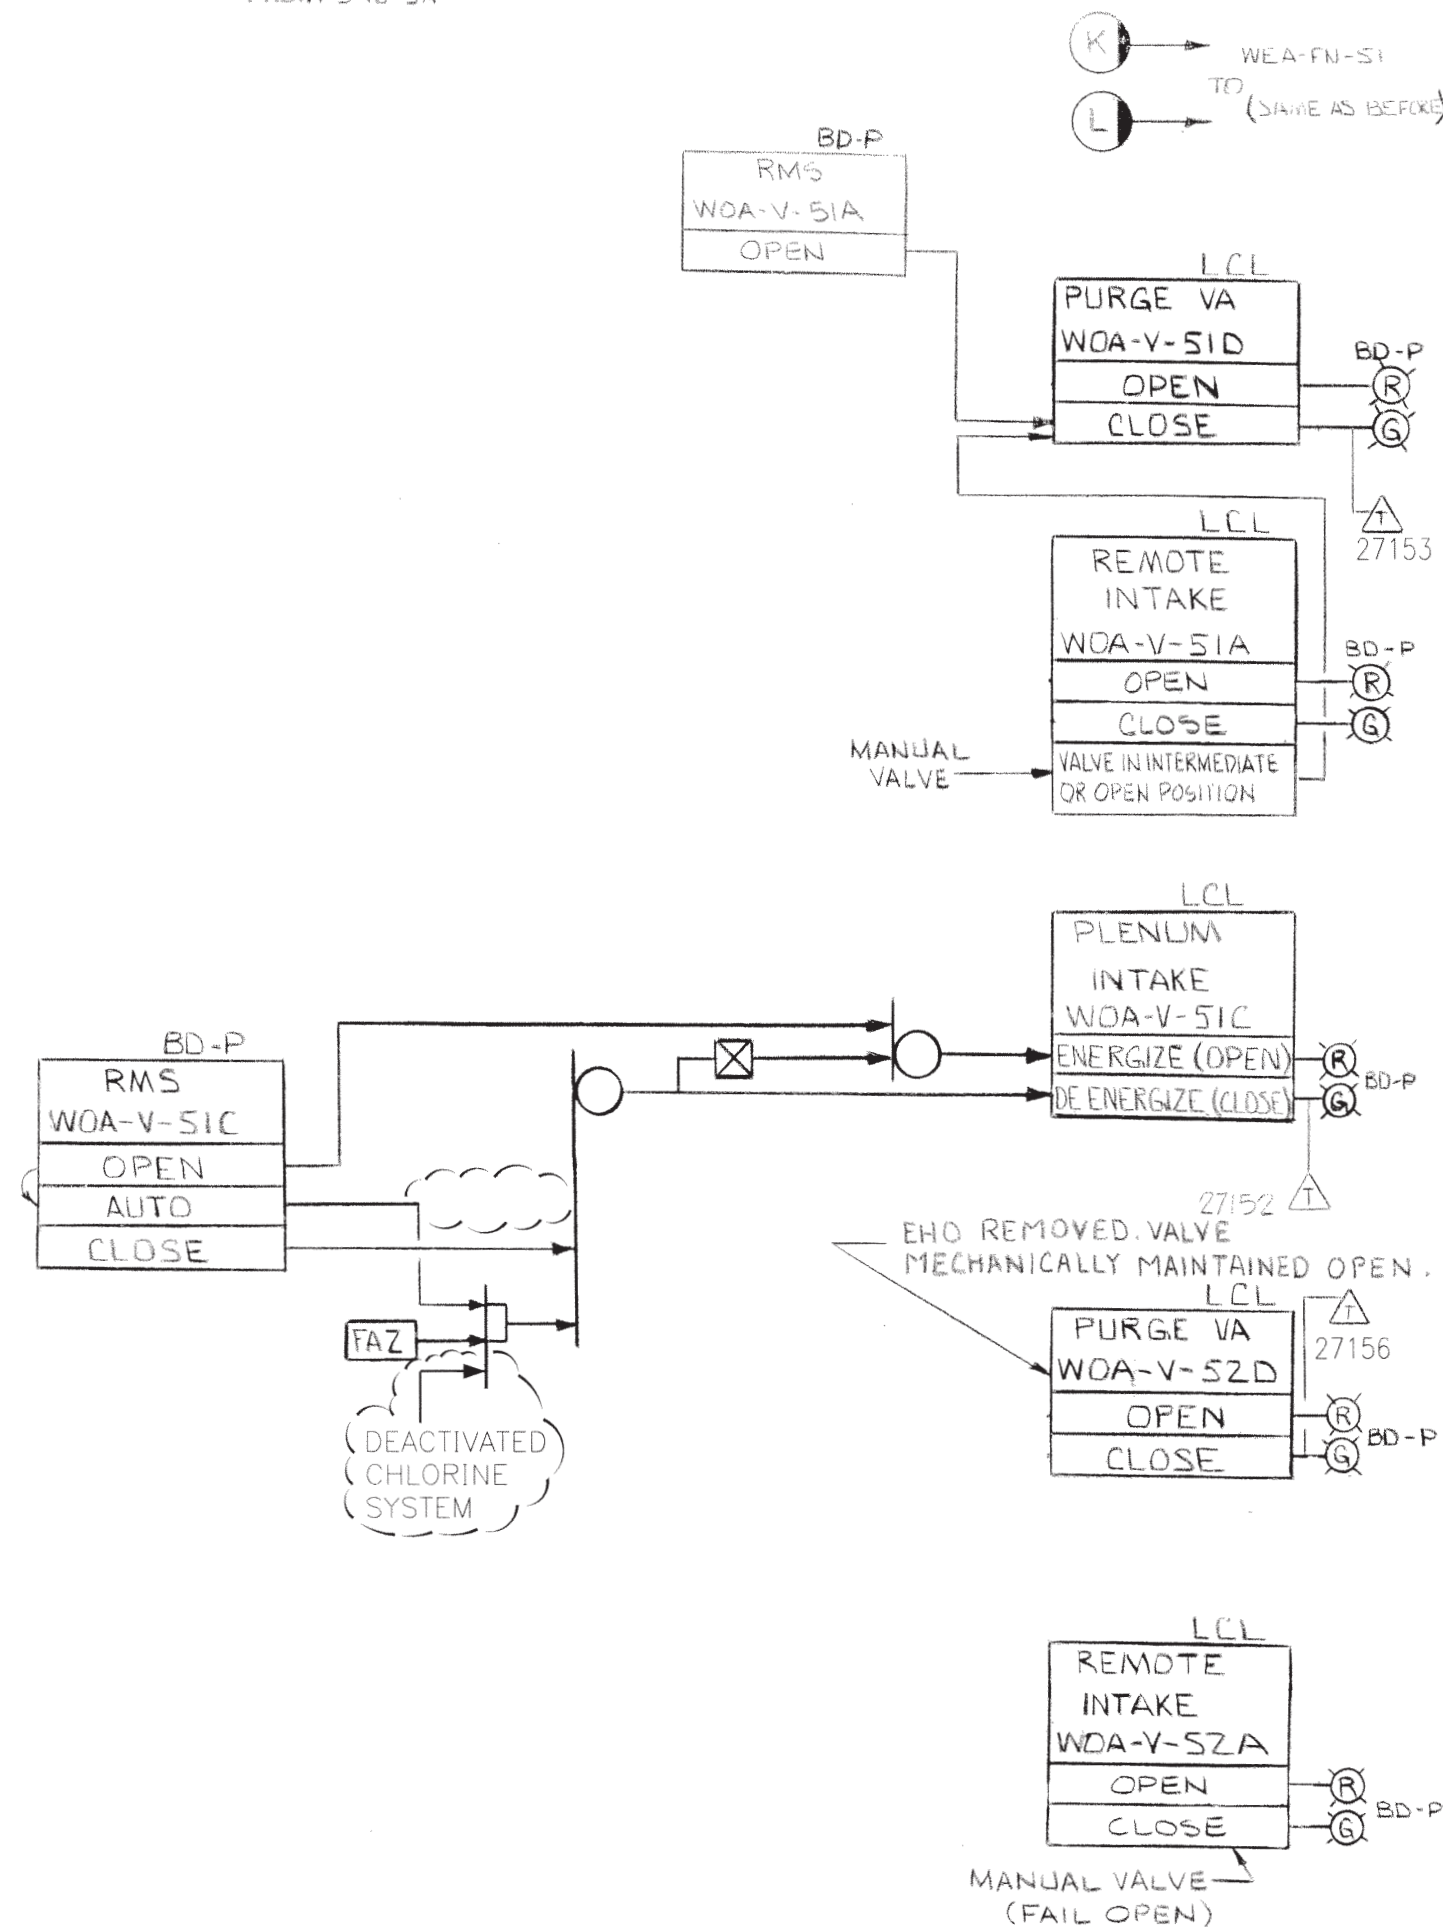 K
WEA-FN-51
TO
(SAME AS BEFORE)
L
BD-P
RMS
WOA-V-51A
OPEN
LCL
PURGE VA
WOA-V-51D
OPEN
CLOSE
BD-P
R
G
T
27153
LCL
REMOTE
INTAKE
WOA-V-51A
OPEN
CLOSE
VALVE IN INTERMEDIATE
OR OPEN POSITION
BD-P
R
G
MANUAL
VALVE
LCL
PLENUM
INTAKE
WOA-V-51C
ENERGIZE (OPEN)
DE ENERGIZE (CLOSE)
R
BD-P
G
T
27152
BD-P
RMS
WOA-V-51C
OPEN
AUTO
CLOSE
FAZ
DEACTIVATED
CHLORINE
SYSTEM
EHO REMOVED. VALVE
MECHANICALLY MAINTAINED OPEN.
LCL
T
27156
PURGE VA
WOA-V-52D
OPEN
CLOSE
R
BD-P
G
LCL
REMOTE
INTAKE
WOA-V-52A
OPEN
CLOSE
R
BD-P
G
MANUAL VALVE
(FAIL OPEN)